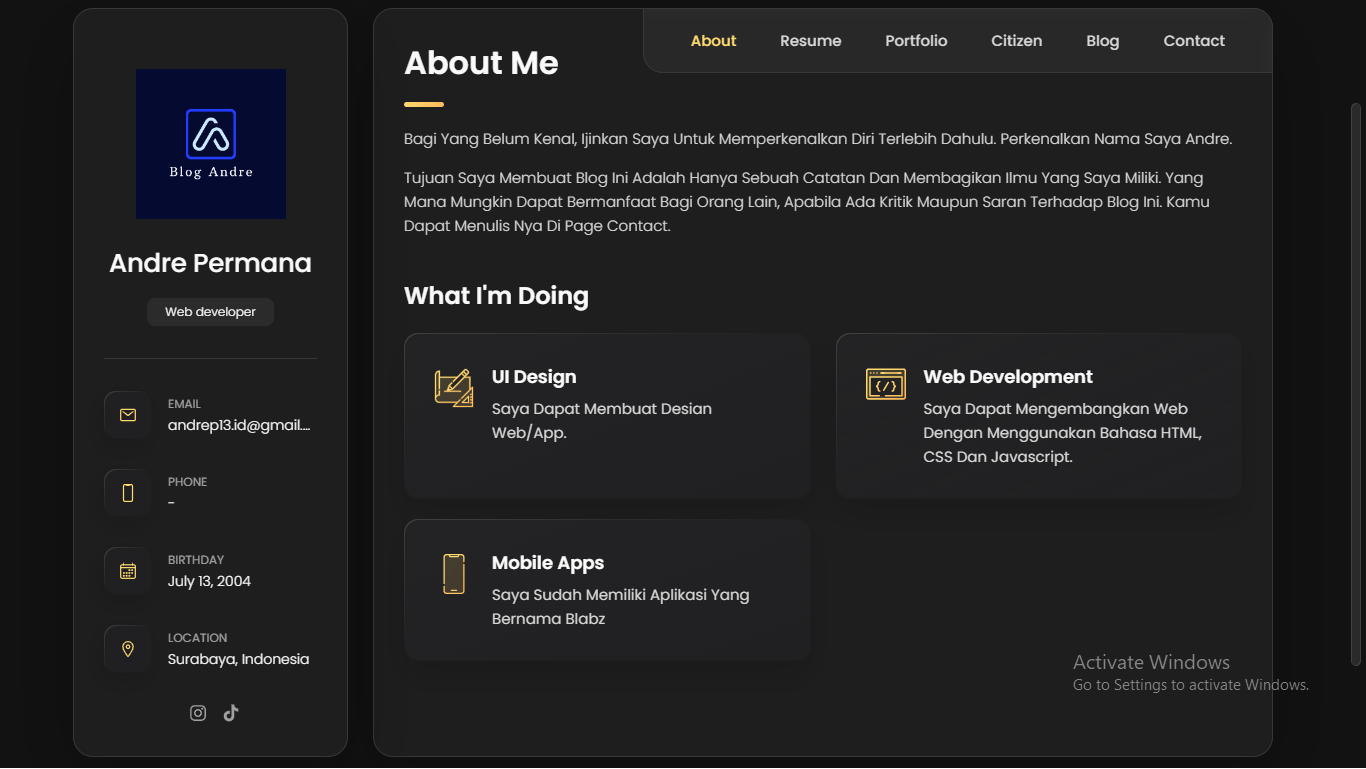 Blog Andre
Andre Permana
Web developer
EMAIL
andrep13.id@gmail....
PHONE
-
BIRTHDAY
July 13, 2004
LOCATION
Surabaya, Indonesia
About Resume Portfolio Citizen Blog Contact
About Me
Bagi Yang Belum Kenal, Ijinkan Saya Untuk Memperkenalkan Diri Terlebih Dahulu. Perkenalkan Nama Saya Andre.
Tujuan Saya Membuat Blog Ini Adalah Hanya Sebuah Catatan Dan Membagikan Ilmu Yang Saya Miliki. Yang
Mana Mungkin Dapat Bermanfaat Bagi Orang Lain, Apabila Ada Kritik Maupun Saran Terhadap Blog Ini. Kamu
Dapat Menulis Nya Di Page Contact.
What I'm Doing
UI Design
Saya Dapat Membuat Desian
Web/App.
Web Development
Saya Dapat Mengembangkan Web
Dengan Menggunakan Bahasa HTML,
CSS Dan Javascript.
Mobile Apps
Saya Sudah Memiliki Aplikasi Yang
Bernama Blabz
Activate Windows
Go to Settings to activate Windows.